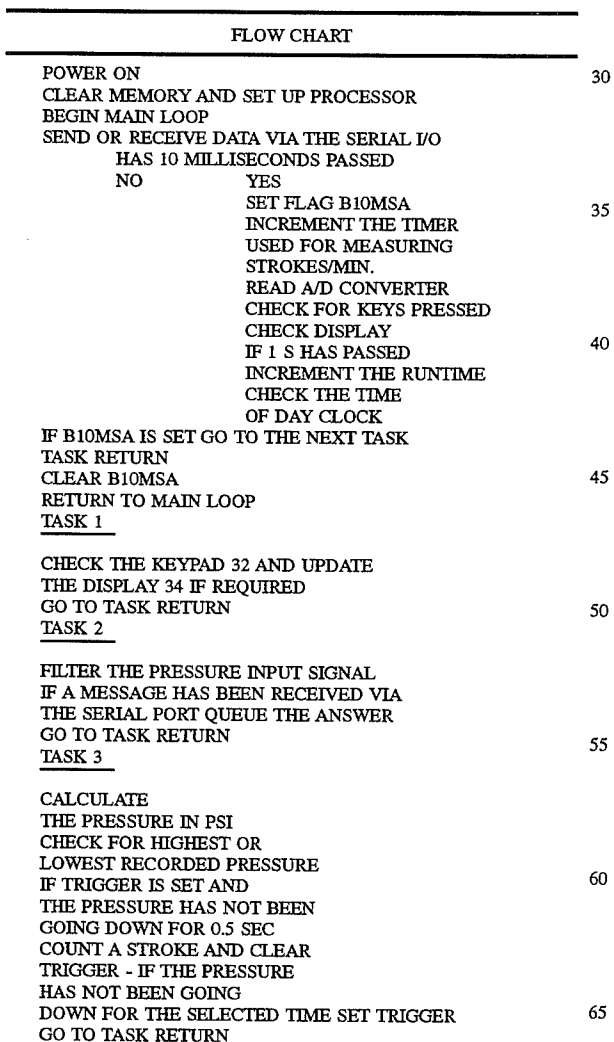 FLOW CHART
POWER ON
30
CLEAR MEMORY AND SET UP PROCESSOR
BEGIN MAIN LOOP
SEND OR RECEIVE DATA VIA THE SERIAL I/O
HAS 10 MILLISECONDS PASSED
NO YES
SET FLAG B10MSA
35
INCREMENT THE TIMER
USED FOR MEASURING
STROKES/MIN.
READ A/D CONVERTER
CHECK FOR KEYS PRESSED
CHECK DISPLAY
40
IF 1 S HAS PASSED
INCREMENT THE RUNTIME
CHECK THE TIME
OF DAY CLOCK
IF B10MSA IS SET GO TO THE NEXT TASK
TASK RETURN
45
CLEAR B10MSA
RETURN TO MAIN LOOP
TASK 1
CHECK THE KEYPAD 32 AND UPDATE
THE DISPLAY 34 IF REQUIRED
GO TO TASK RETURN
50
TASK 2
FILTER THE PRESSURE INPUT SIGNAL
IF A MESSAGE HAS BEEN RECEIVED VIA
THE SERIAL PORT QUEUE THE ANSWER
GO TO TASK RETURN
55
TASK 3
CALCULATE
THE PRESSURE IN PSI
CHECK FOR HIGHEST OR
LOWEST RECORDED PRESSURE
60
IF TRIGGER IS SET AND
THE PRESSURE HAS NOT BEEN
GOING DOWN FOR 0.5 SEC
COUNT A STROKE AND CLEAR
TRIGGER - IF THE PRESSURE
HAS NOT BEEN GOING
DOWN FOR THE SELECTED TIME SET TRIGGER
65
GO TO TASK RETURN